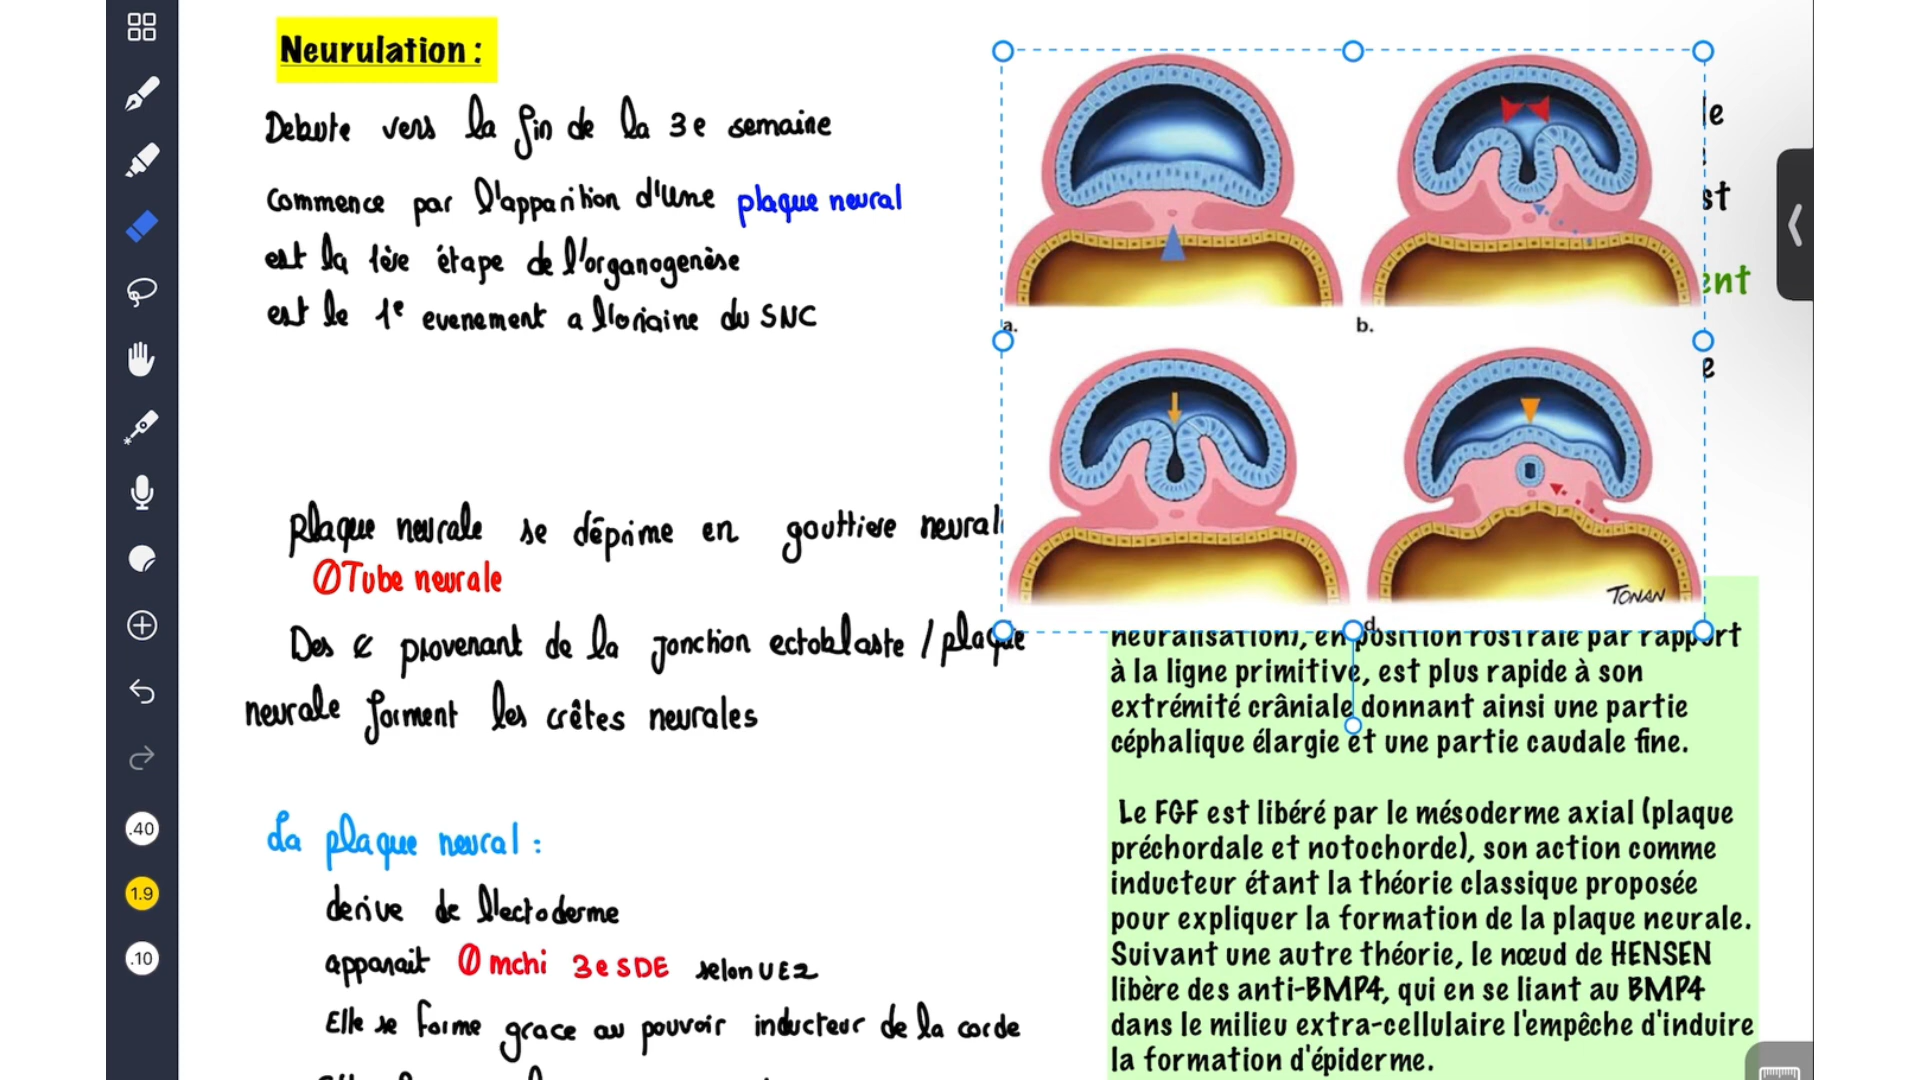 Neurulation :
Debute vers la fin de la 3e semaine
Commence par l'apparition d'une plaque neural
est la 1ère étape de l'organogenèse
est le 1e evenement a l'oriaine du SNC
plaque neurale se déprime en gouttiere neural
Ø Tube neurale
Des ȼ provenant de la jonction ectoblaste / plaque
neurale forment les crêtes neurales
La plaque neural :
derive de l'ectoderme
apparait Ø mchi 3e SDE selon UE2
Elle se forme grace au pouvoir inducteur de la corde
le
st
ent
e
a.
b.
d.
TONAN
neuralisation), en position rostrale par rapport
à la ligne primitive, est plus rapide à son
extrémité crâniale donnant ainsi une partie
céphalique élargie et une partie caudale fine.
Le FGF est libéré par le mésoderme axial (plaque
préchordale et notochorde), son action comme
inducteur étant la théorie classique proposée
pour expliquer la formation de la plaque neurale.
Suivant une autre théorie, le nœud de HENSEN
libère des anti-BMP4, qui en se liant au BMP4
dans le milieu extra-cellulaire l'empêche d'induire
la formation d'épiderme.
.40
1.9
.10